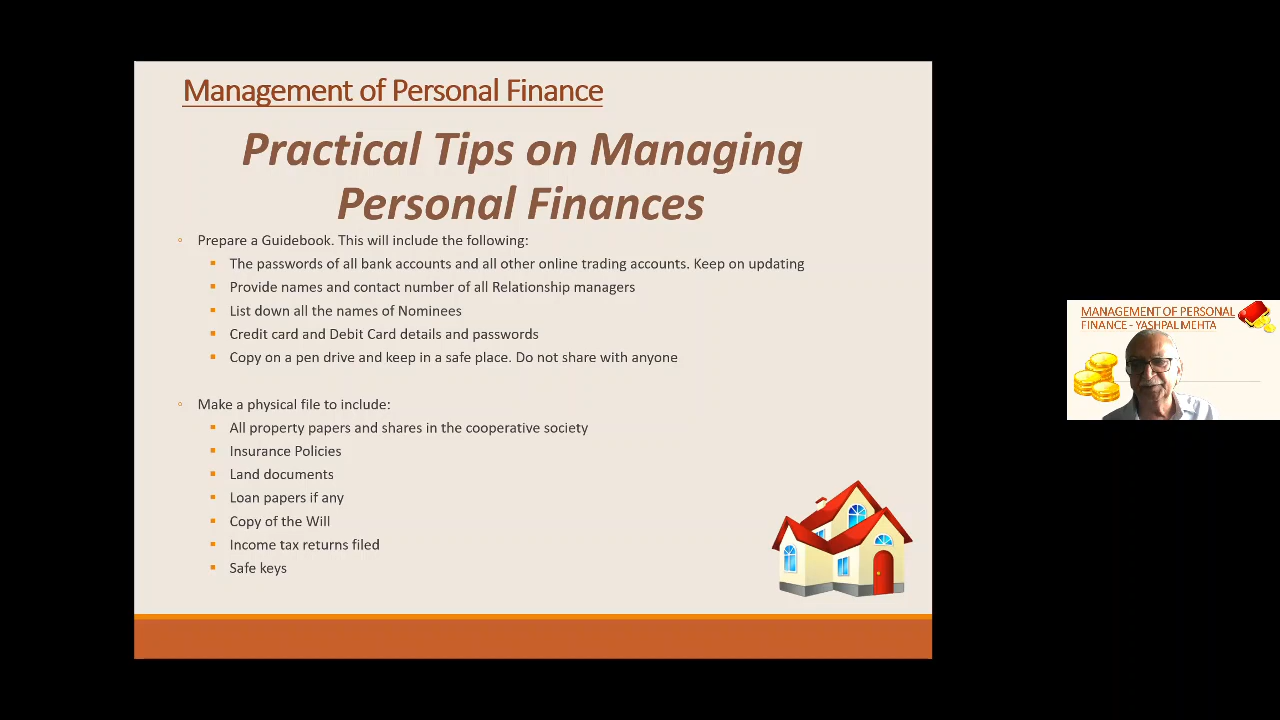 Management of Personal Finance
Practical Tips on Managing
Personal Finances
Prepare a Guidebook. This will include the following:
The passwords of all bank accounts and all other online trading accounts. Keep on updating
Provide names and contact number of all Relationship managers
List down all the names of Nominees
Credit card and Debit Card details and passwords
Copy on a pen drive and keep in a safe place. Do not share with anyone
Make a physical file to include:
All property papers and shares in the cooperative society
Insurance Policies
Land documents
Loan papers if any
Copy of the Will
Income tax returns filed
Safe keys
MANAGEMENT OF PERSONAL
FINANCE - YASHPAL MEHTA